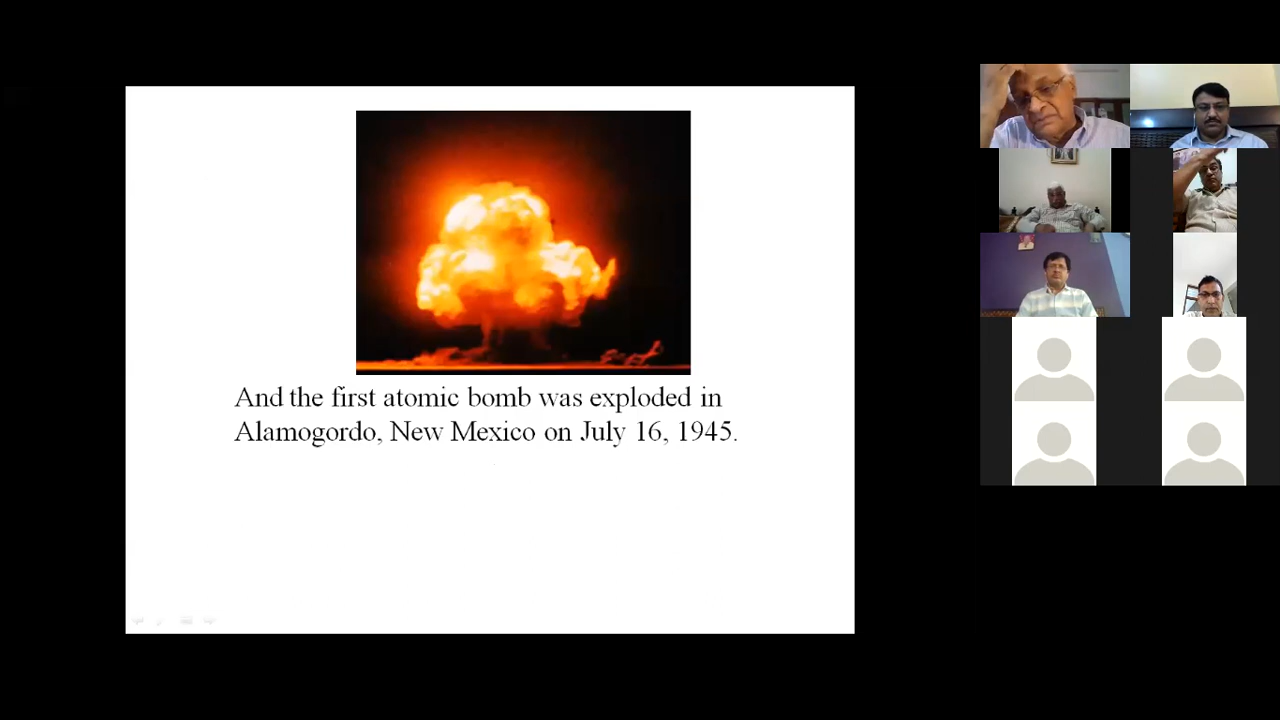 And the first atomic bomb was exploded in
Alamogordo, New Mexico on July 16, 1945.